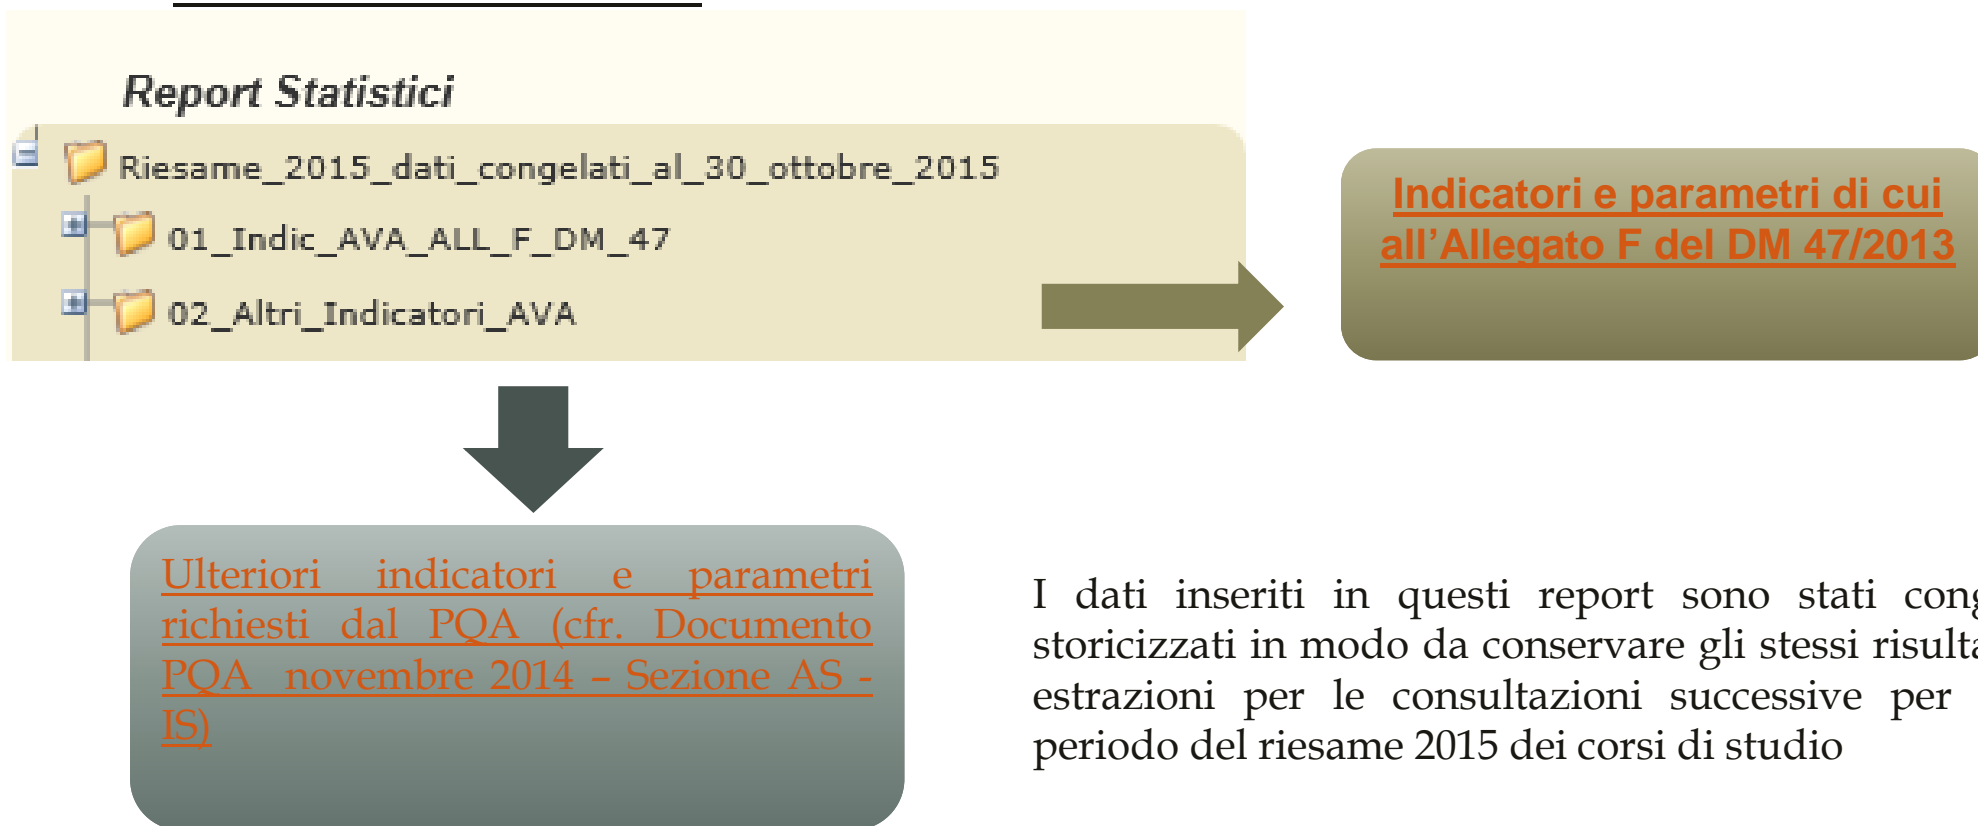 Report Statistici
Riesame_2015_dati_congelati_al_30_ottobre_2015
01_Indic_AVA_ALL_F_DM_47
02_Altri_Indicatori_AVA
Indicatori e parametri di cui
all’Allegato F del DM 47/2013
Ulteriori indicatori e parametri
richiesti dal PQA (cfr. Documento
PQA novembre 2014 – Sezione AS -
IS)
I dati inseriti in questi report sono stati
storicizzati in modo da conservare gli stessi
estrazioni per le consultazioni successive per
periodo del riesame 2015 dei corsi di studio